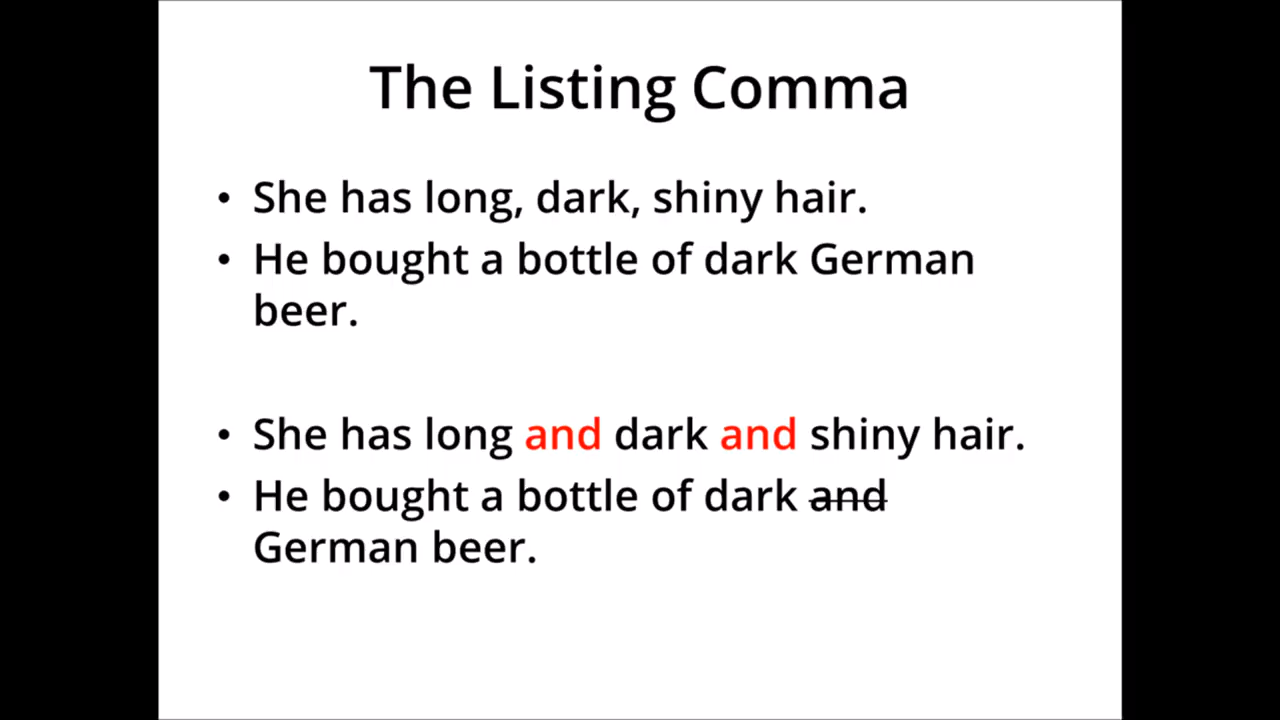 The Listing Comma
• She has long, dark, shiny hair.
• He bought a bottle of dark German
beer.
• She has long and dark and shiny hair.
• He bought a bottle of dark and
German beer.